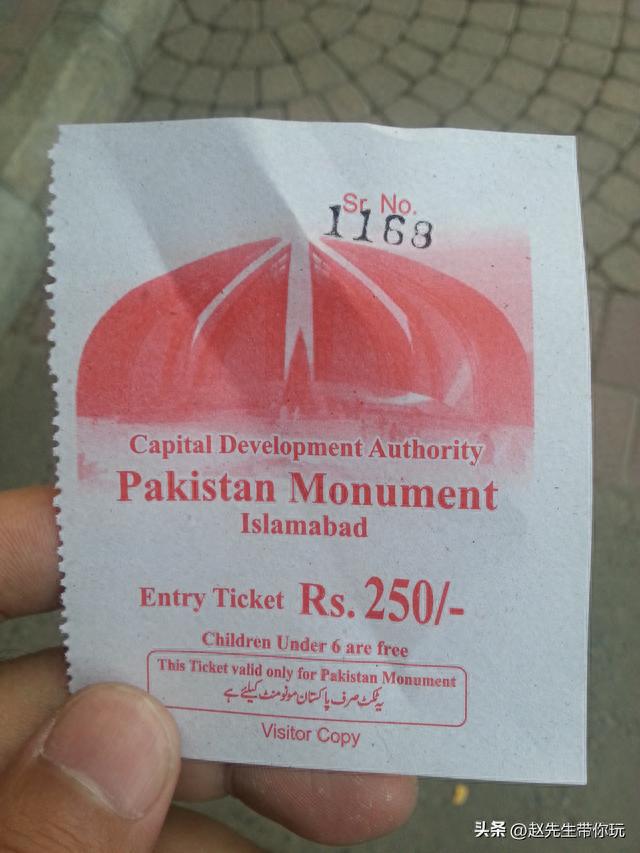 Sr. No.
1168
Capital Development Authority
Pakistan Monument
Islamabad
Entry Ticket Rs. 250/-
Children Under 6 are free
This Ticket valid only for Pakistan Monument
یہ ٹکٹ صرف پاکستان مونومنٹ کیلئے ہے
Visitor Copy
头条 @赵先生带你玩